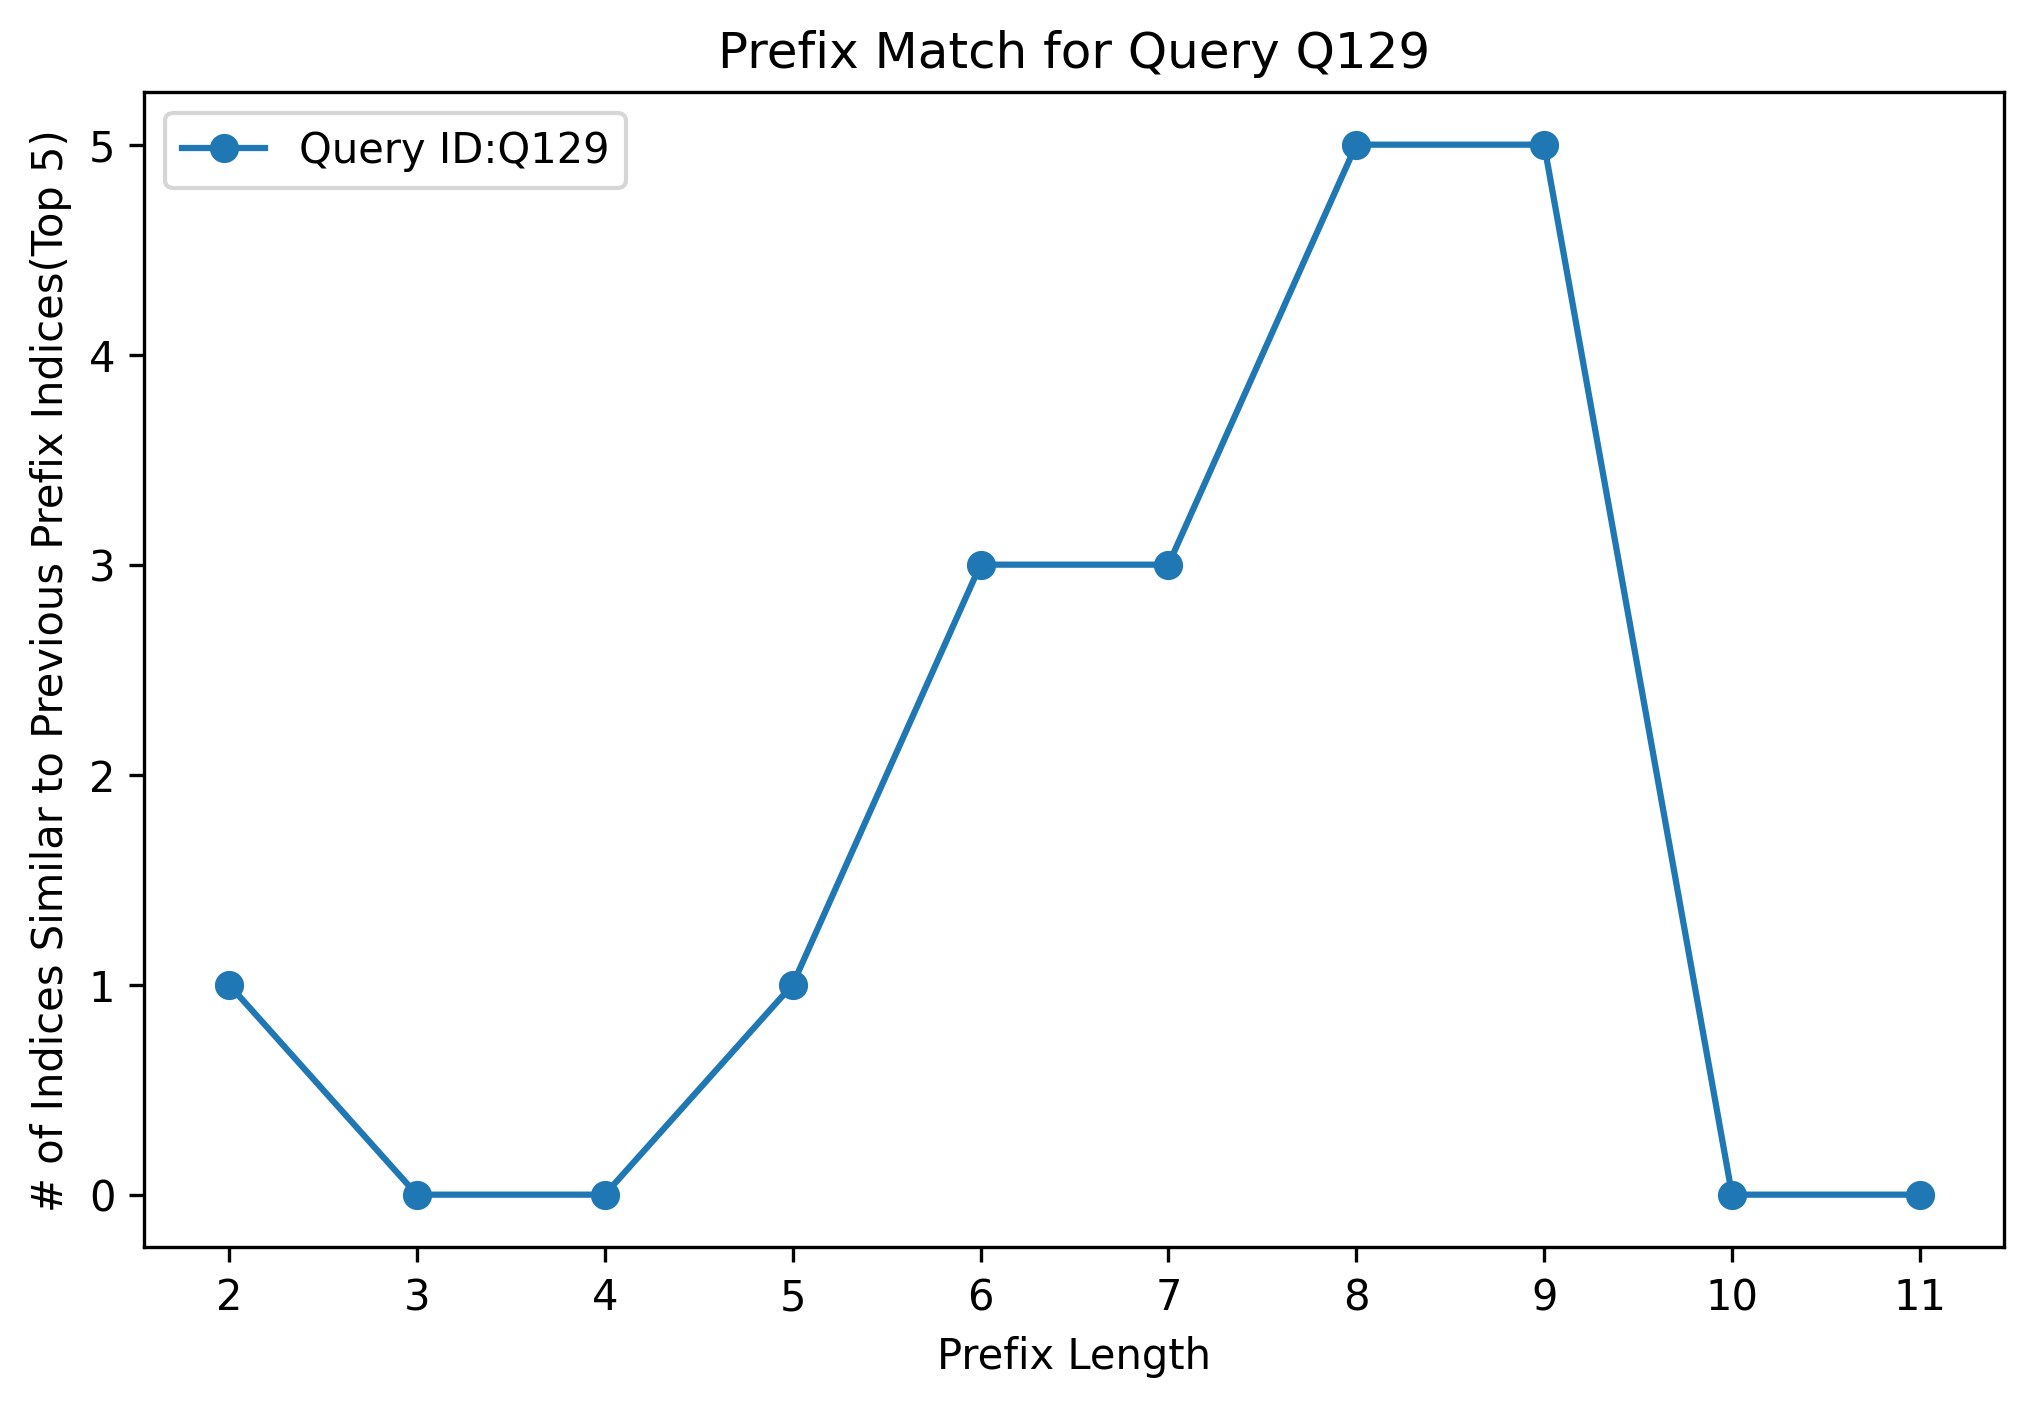 Prefix Match for Query Q129
Query ID:Q129
# of Indices Similar to Previous Prefix Indices(Top 5)
5
4
3
2
1
0
2 3 4 5 6 7 8 9 10 11
Prefix Length